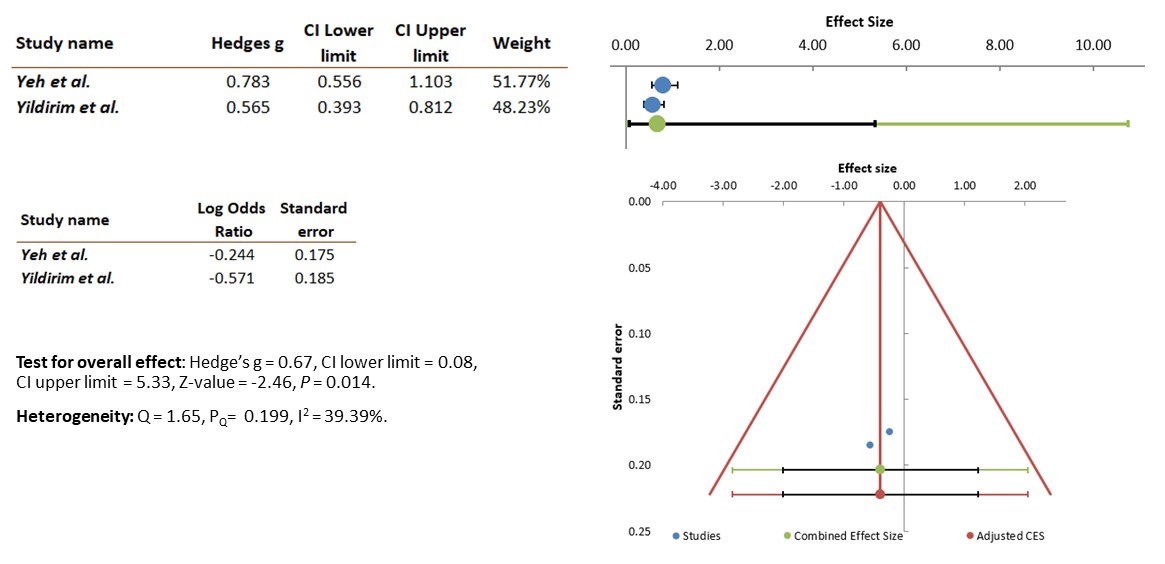 Study name Hedges g CI Lower limit CI Upper limit Weight
Yeh et al. 0.783 0.556 1.103 51.77%
Yildirim et al. 0.565 0.393 0.812 48.23%
Study name Log Odds Ratio Standard error
Yeh et al. -0.244 0.175
Yildirim et al. -0.571 0.185
Test for overall effect: Hedge's g = 0.67, CI lower limit = 0.08,
CI upper limit = 5.33, Z-value = -2.46, P = 0.014.
Heterogeneity: Q = 1.65, PQ= 0.199, I² = 39.39%.
Effect Size
0.00 2.00 4.00 6.00 8.00 10.00
Effect size
-4.00 -3.00 -2.00 -1.00 0.00 1.00 2.00
Standard error
0.00
0.05
0.10
0.15
0.20
0.25
Studies Combined Effect Size Adjusted CES